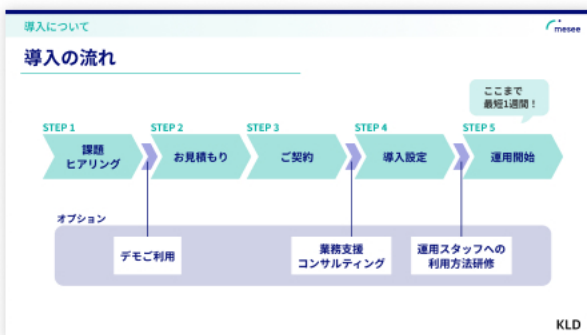 導入について
mesee
導入の流れ
ここまで
最短1週間！
STEP 1
STEP 2
STEP 3
STEP 4
STEP 5
課題
ヒアリング
お見積もり
ご契約
導入設定
運用開始
オプション
デモご利用
業務支援
コンサルティング
運用スタッフへの
利用方法研修
KLD